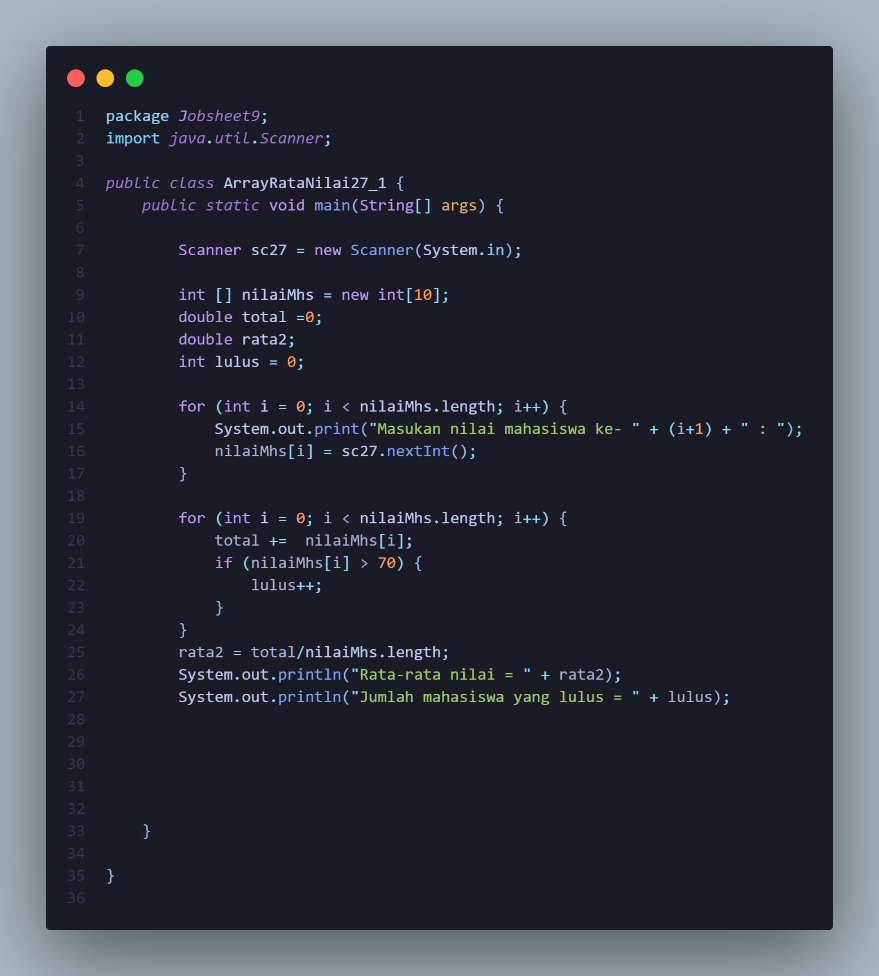 1 package Jobsheet9;
2 import java.util.Scanner;
3
4 public class ArrayRataNilai27_1 {
5     public static void main(String[] args) {
6
7         Scanner sc27 = new Scanner(System.in);
8
9         int [] nilaiMhs = new int[10];
10         double total =0;
11         double rata2;
12         int lulus = 0;
13
14         for (int i = 0; i < nilaiMhs.length; i++) {
15             System.out.print("Masukan nilai mahasiswa ke- " + (i+1) + " : ");
16             nilaiMhs[i] = sc27.nextInt();
17         }
18
19         for (int i = 0; i < nilaiMhs.length; i++) {
20             total +=  nilaiMhs[i];
21             if (nilaiMhs[i] > 70) {
22                 lulus++;
23             }
24         }
25         rata2 = total/nilaiMhs.length;
26         System.out.println("Rata-rata nilai = " + rata2);
27         System.out.println("Jumlah mahasiswa yang lulus = " + lulus);
28
29
30
31
32
33     }
34
35 }
36